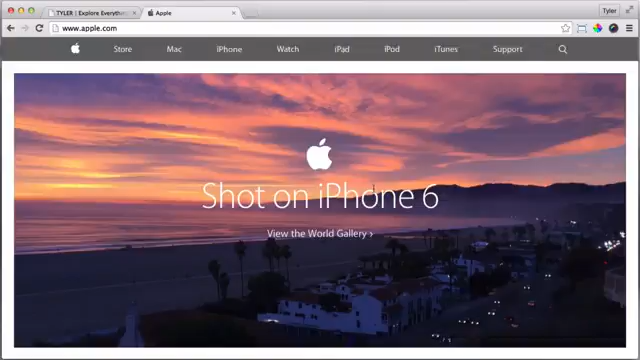 TYLER | Explore Everything
Apple
Tyler
www.apple.com
Store Mac iPhone Watch iPad iPod iTunes Support
Shot on iPhone 6
View the World Gallery ›